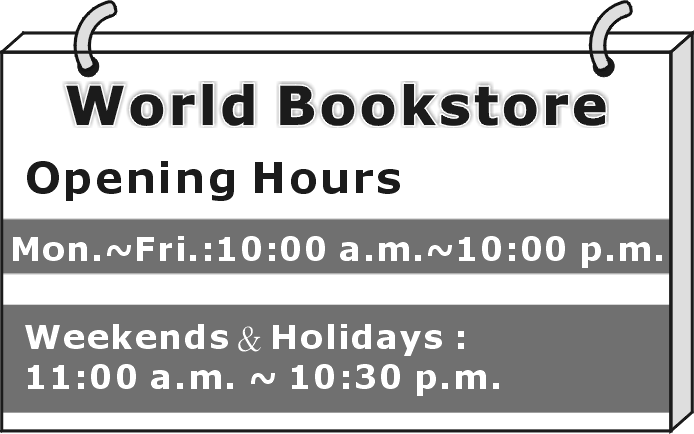 World Bookstore
Opening Hours
Mon.~Fri.:10:00 a.m.~10:00 p.m.
Weekends & Holidays :
11:00 a.m. ~ 10:30 p.m.